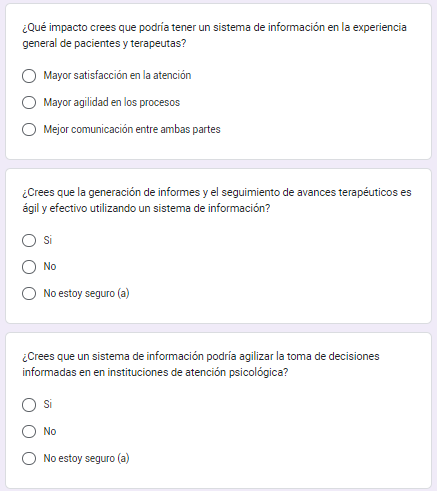 ¿Qué impacto crees que podría tener un sistema de información en la experiencia
general de pacientes y terapeutas?
Mayor satisfacción en la atención
Mayor agilidad en los procesos
Mejor comunicación entre ambas partes
¿Crees que la generación de informes y el seguimiento de avances terapéuticos es
ágil y efectivo utilizando un sistema de información?
Si
No
No estoy seguro (a)
¿Crees que un sistema de información podría agilizar la toma de decisiones
informadas en en instituciones de atención psicológica?
Si
No
No estoy seguro (a)